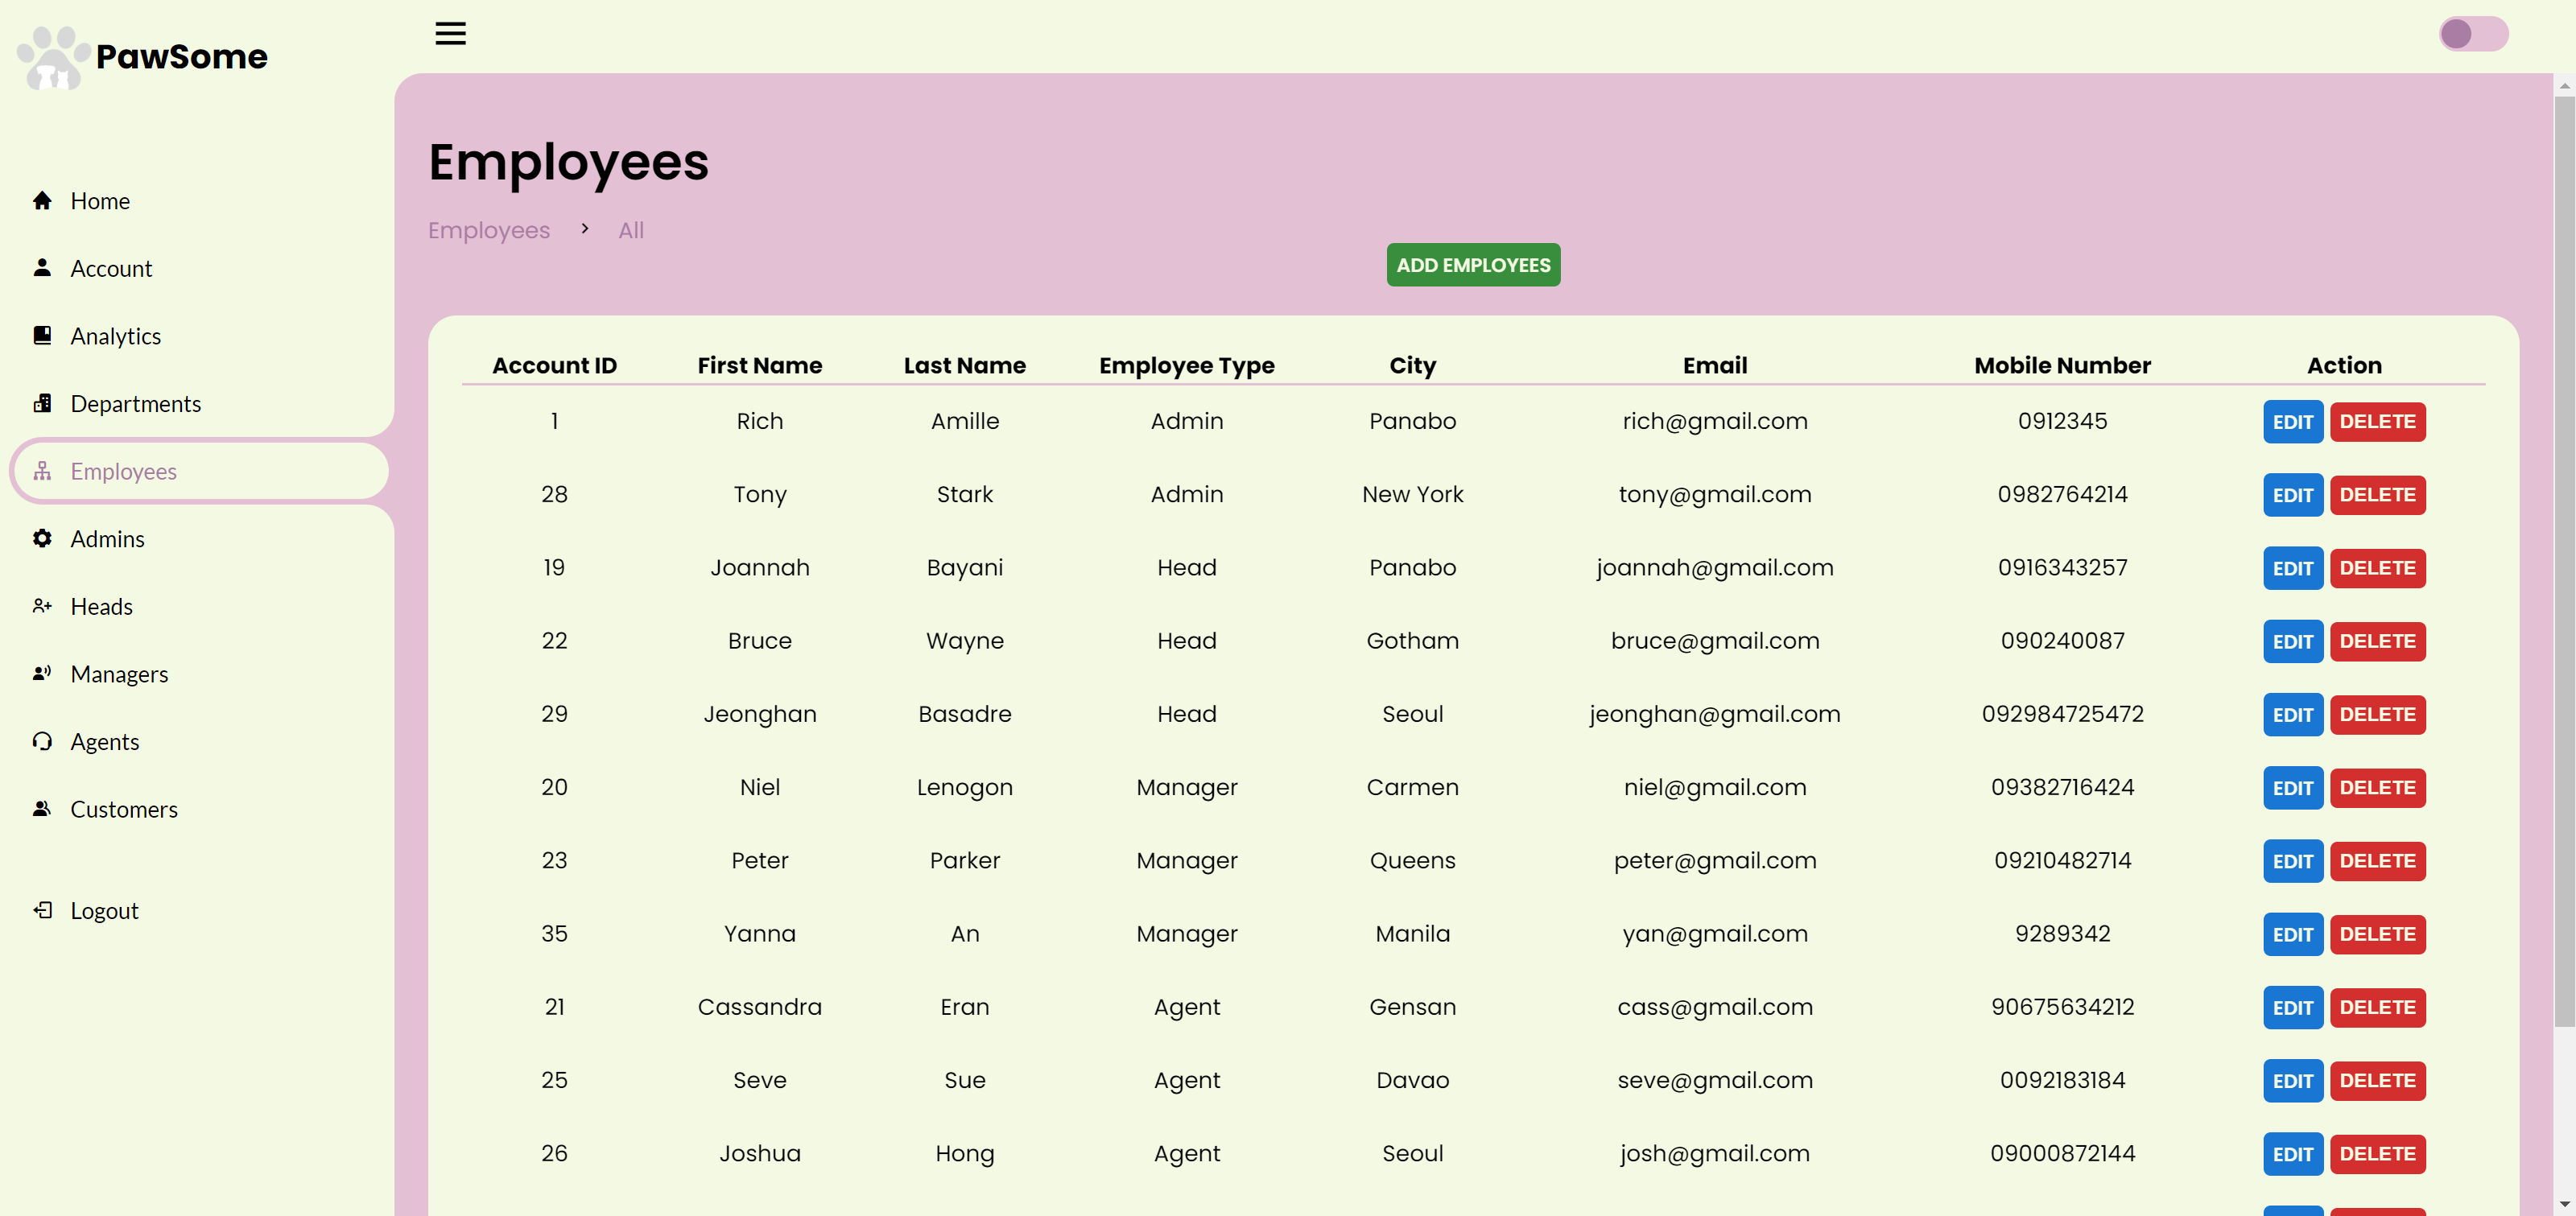 PawSome
Home
Account
Analytics
Departments
Employees
Admins
Heads
Managers
Agents
Customers
Logout
Employees
Employees > All
ADD EMPLOYEES
Account ID First Name Last Name Employee Type City Email Mobile Number Action
1 Rich Amille Admin Panabo rich@gmail.com 0912345 EDIT DELETE
28 Tony Stark Admin New York tony@gmail.com 0982764214 EDIT DELETE
19 Joannah Bayani Head Panabo joannah@gmail.com 0916343257 EDIT DELETE
22 Bruce Wayne Head Gotham bruce@gmail.com 090240087 EDIT DELETE
29 Jeonghan Basadre Head Seoul jeonghan@gmail.com 092984725472 EDIT DELETE
20 Niel Lenogon Manager Carmen niel@gmail.com 09382716424 EDIT DELETE
23 Peter Parker Manager Queens peter@gmail.com 09210482714 EDIT DELETE
35 Yanna An Manager Manila yan@gmail.com 9289342 EDIT DELETE
21 Cassandra Eran Agent Gensan cass@gmail.com 90675634212 EDIT DELETE
25 Seve Sue Agent Davao seve@gmail.com 0092183184 EDIT DELETE
26 Joshua Hong Agent Seoul josh@gmail.com 09000872144 EDIT DELETE